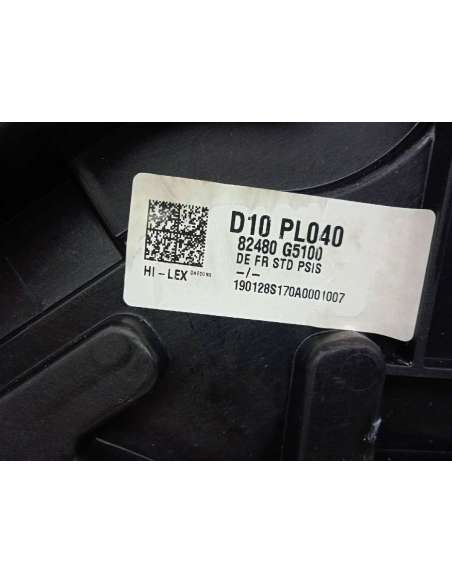 D10 PL040
82480 G5100
DE FR STD PSIS
-/-
HI-LEX
190128S170A0001007